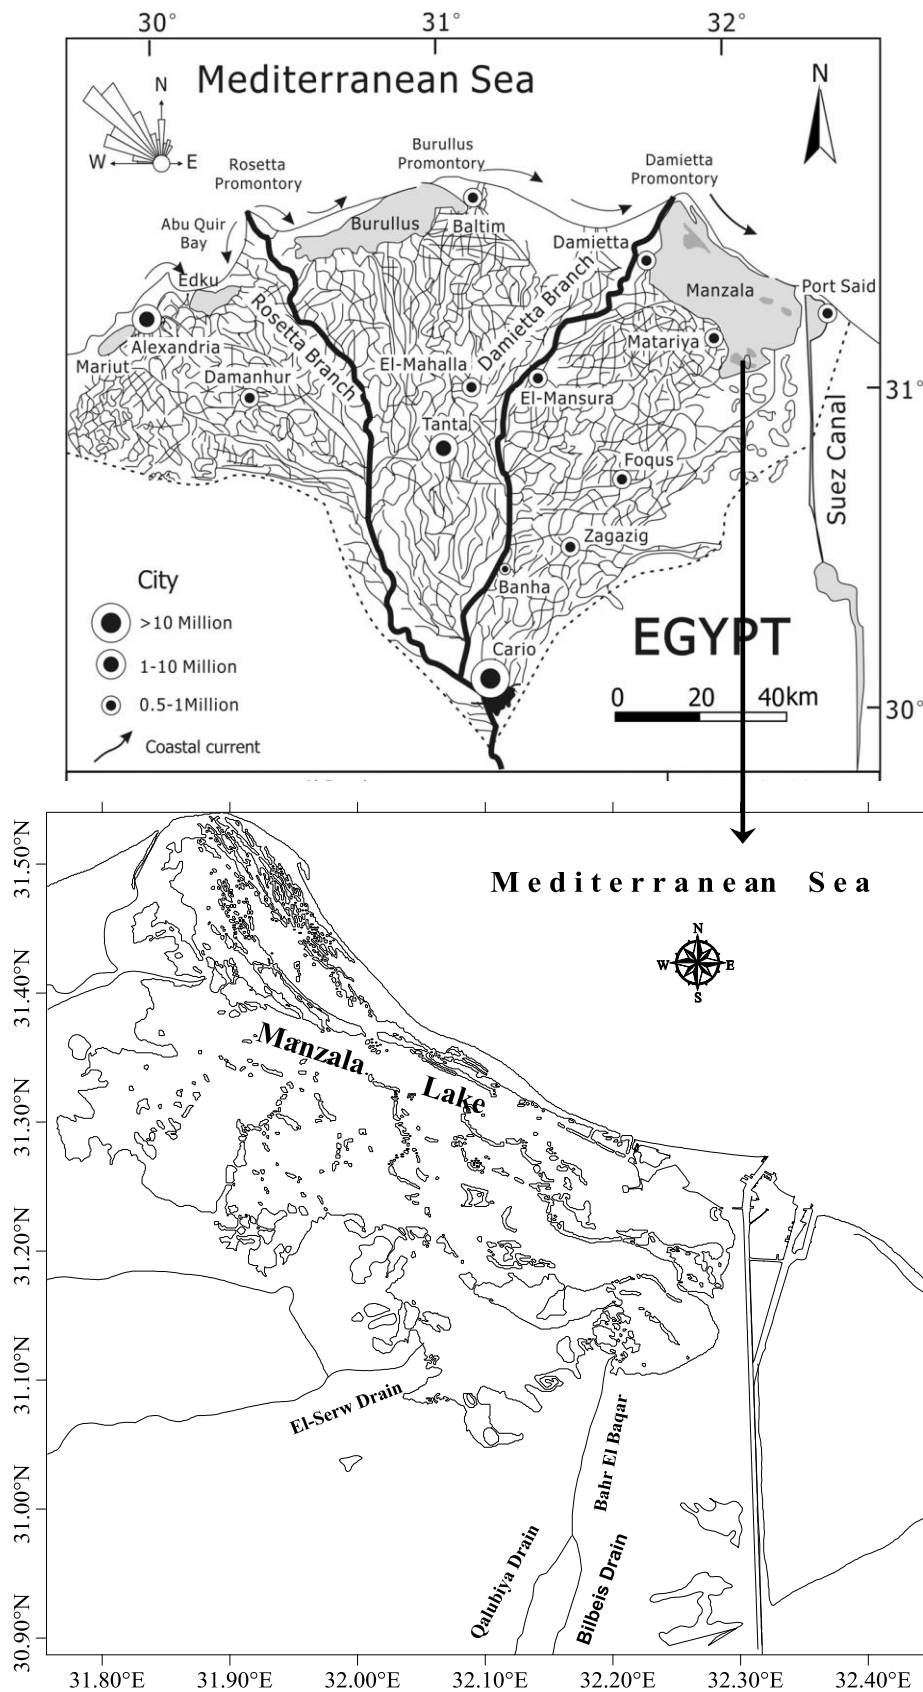 30° 31° 32°
Mediterranean Sea
N
W E
N
Burullus
Promontory
Rosetta
Promontory
Damietta
Promontory
Abu Quir
Bay
Burullus
Baltim
Damietta
Edku
Manzala
Port Said
Rosetta Branch
Damietta Branch
Alexandria
Matariya
Mariut
Damanhur
El-Mahalla
El-Mansura
31°
Tanta
Foqus
Suez Canal
Zagazig
Banha
City
>10 Million
1-10 Million
0.5-1Million
Coastal current
EGYPT
Cario
0 20 40km
30°
31.50°N
Mediterranean Sea
N
W E
S
31.40°N
Manzala
Lake
31.30°N
31.20°N
31.10°N
El-Serw Drain
Bahr El Baqar
31.00°N
Qalubiya Drain
Bilbeis Drain
30.90°N
31.80°E 31.90°E 32.00°E 32.10°E 32.20°E 32.30°E 32.40°E